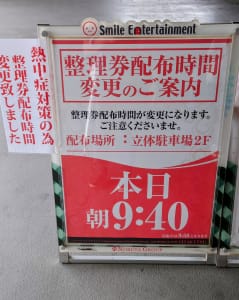 Smile Entertainment
整理券配布時間
変更のご案内
整理券配布時間が変更になります。
ご注意くださいませ。
配布場所：立体駐車場2F
本日
朝9:40
熱中症対策の為
整理券配布時間
変更致しました